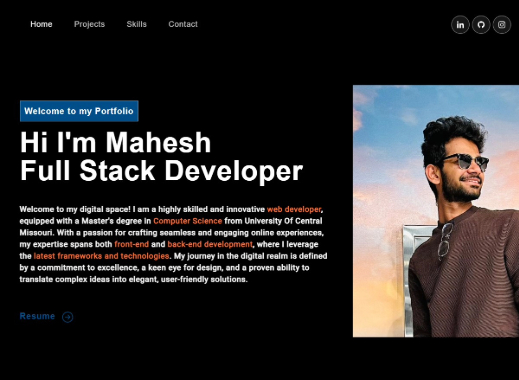 Home Projects Skills Contact
in
Welcome to my Portfolio
Hi I'm Mahesh
Full Stack Developer
Welcome to my digital space! I am a highly skilled and innovative web developer,
equipped with a Master's degree in Computer Science from University Of Central
Missouri. With a passion for crafting seamless and engaging online experiences,
my expertise spans both front-end and back-end development, where I leverage
the latest frameworks and technologies. My journey in the digital realm is defined
by a commitment to excellence, a keen eye for design, and a proven ability to
translate complex ideas into elegant, user-friendly solutions.
Resume